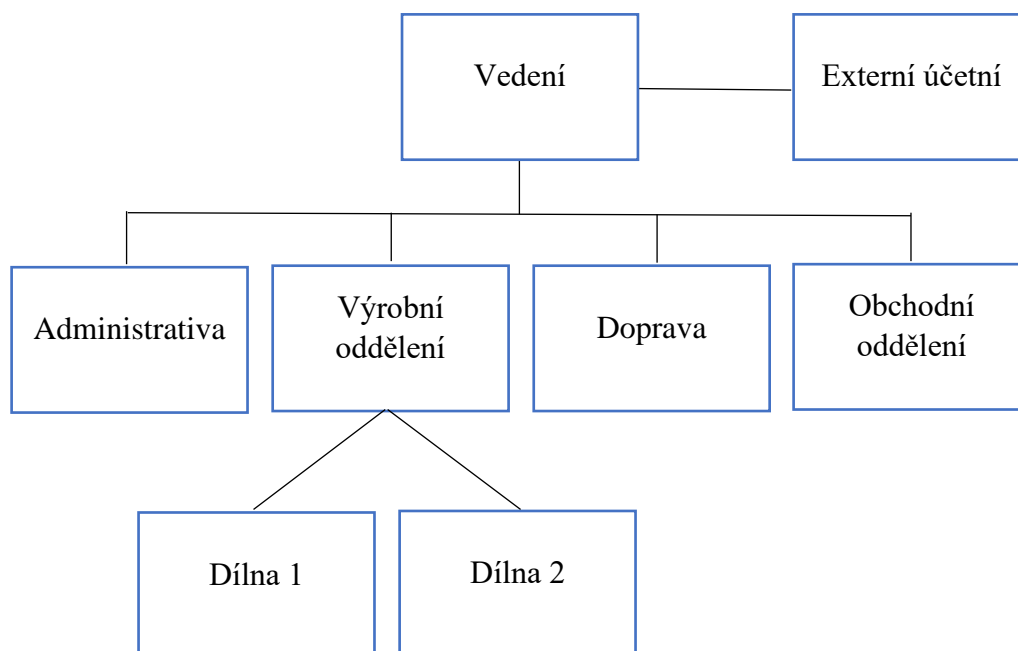 Vedení
Externí účetní
Administrativa
Výrobní
oddělení
Doprava
Obchodní
oddělení
Dílna 1
Dílna 2